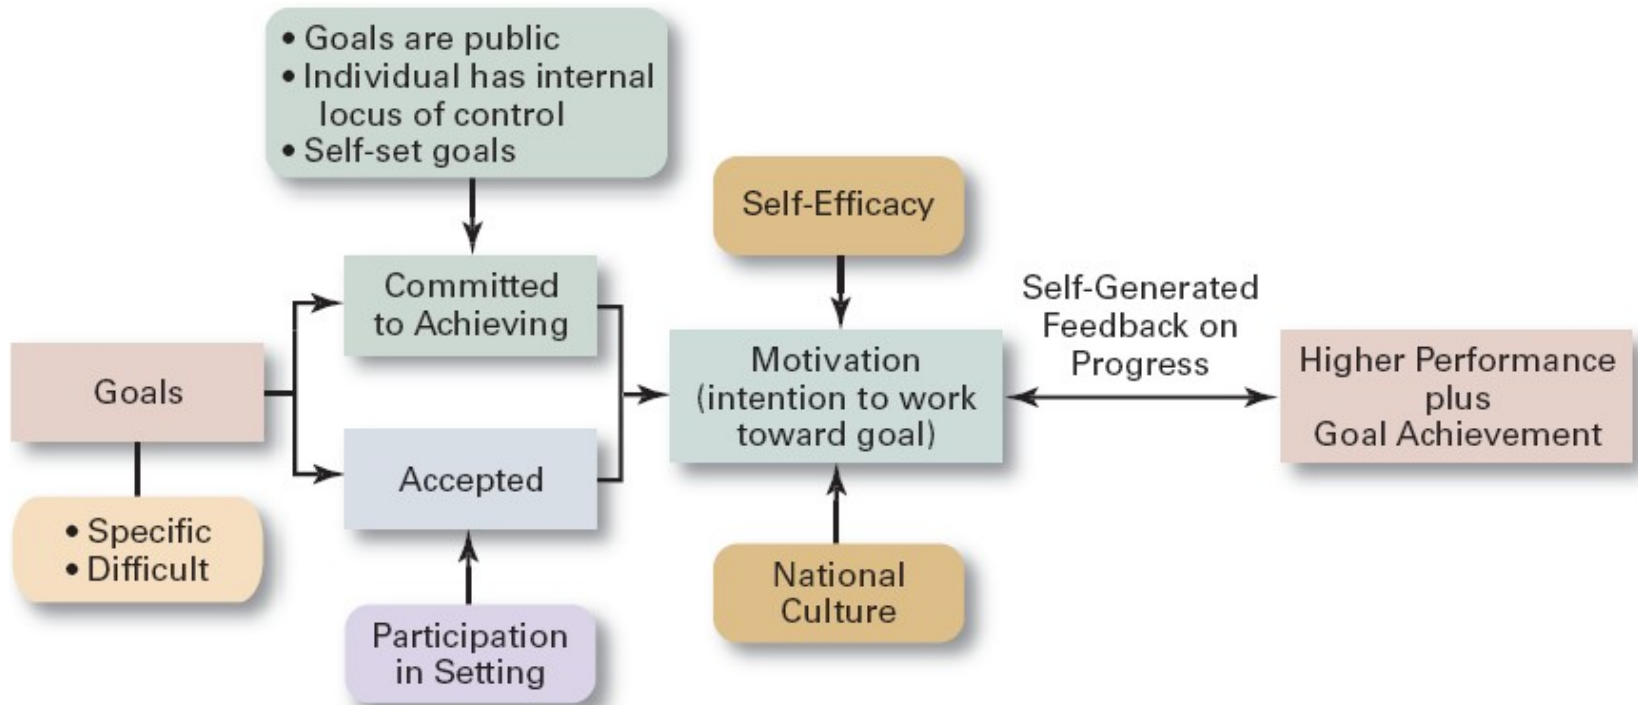 • Goals are public
• Individual has internal
locus of control
• Self-set goals
Self-Efficacy
Committed
to Achieving
Self-Generated
Feedback on
Progress
Goals
Motivation
(intention to work
toward goal)
Higher Performance
plus
Goal Achievement
Accepted
• Specific
• Difficult
National
Culture
Participation
in Setting